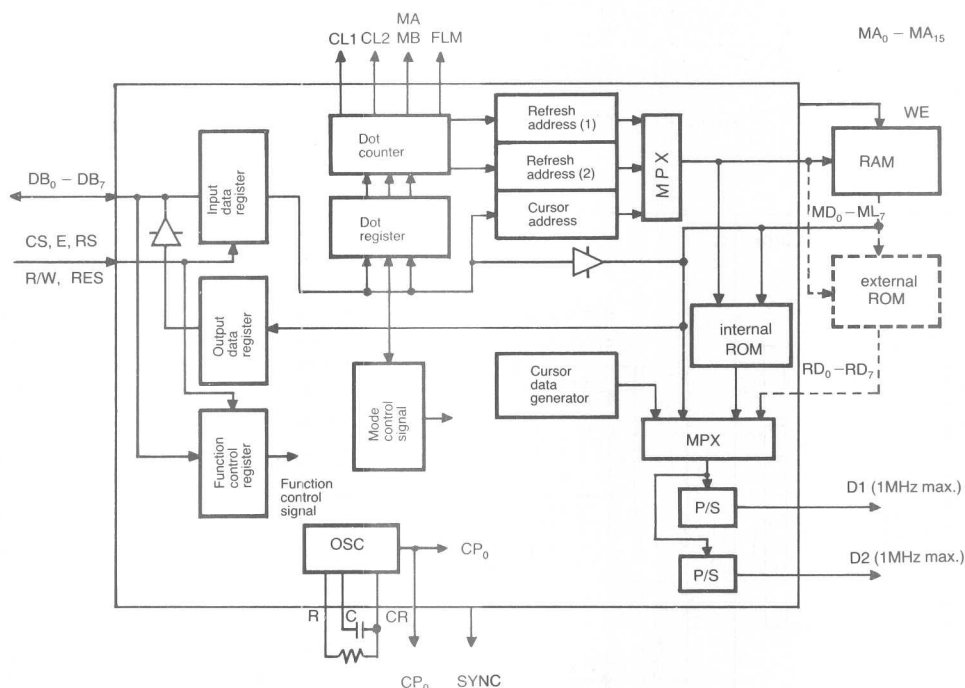 MA
CL1 CL2 MB FLM
MA₀ – MA₁₅
WE
RAM
MD₀ – ML₇
external
ROM
RD₀ – RD₇
DB₀ – DB₇
CS, E, RS
R/W, RES
Input
data
register
Output
data
register
Function
control
register
Function
control
signal
Dot
counter
Dot
register
Mode
control
signal
Refresh
address (1)
Refresh
address (2)
Cursor
address
MPX
internal
ROM
Cursor
data
generator
MPX
P/S
D1 (1MHz max.)
P/S
D2 (1MHz max.)
OSC
CP₀
R C CR
CP₀ SYNC